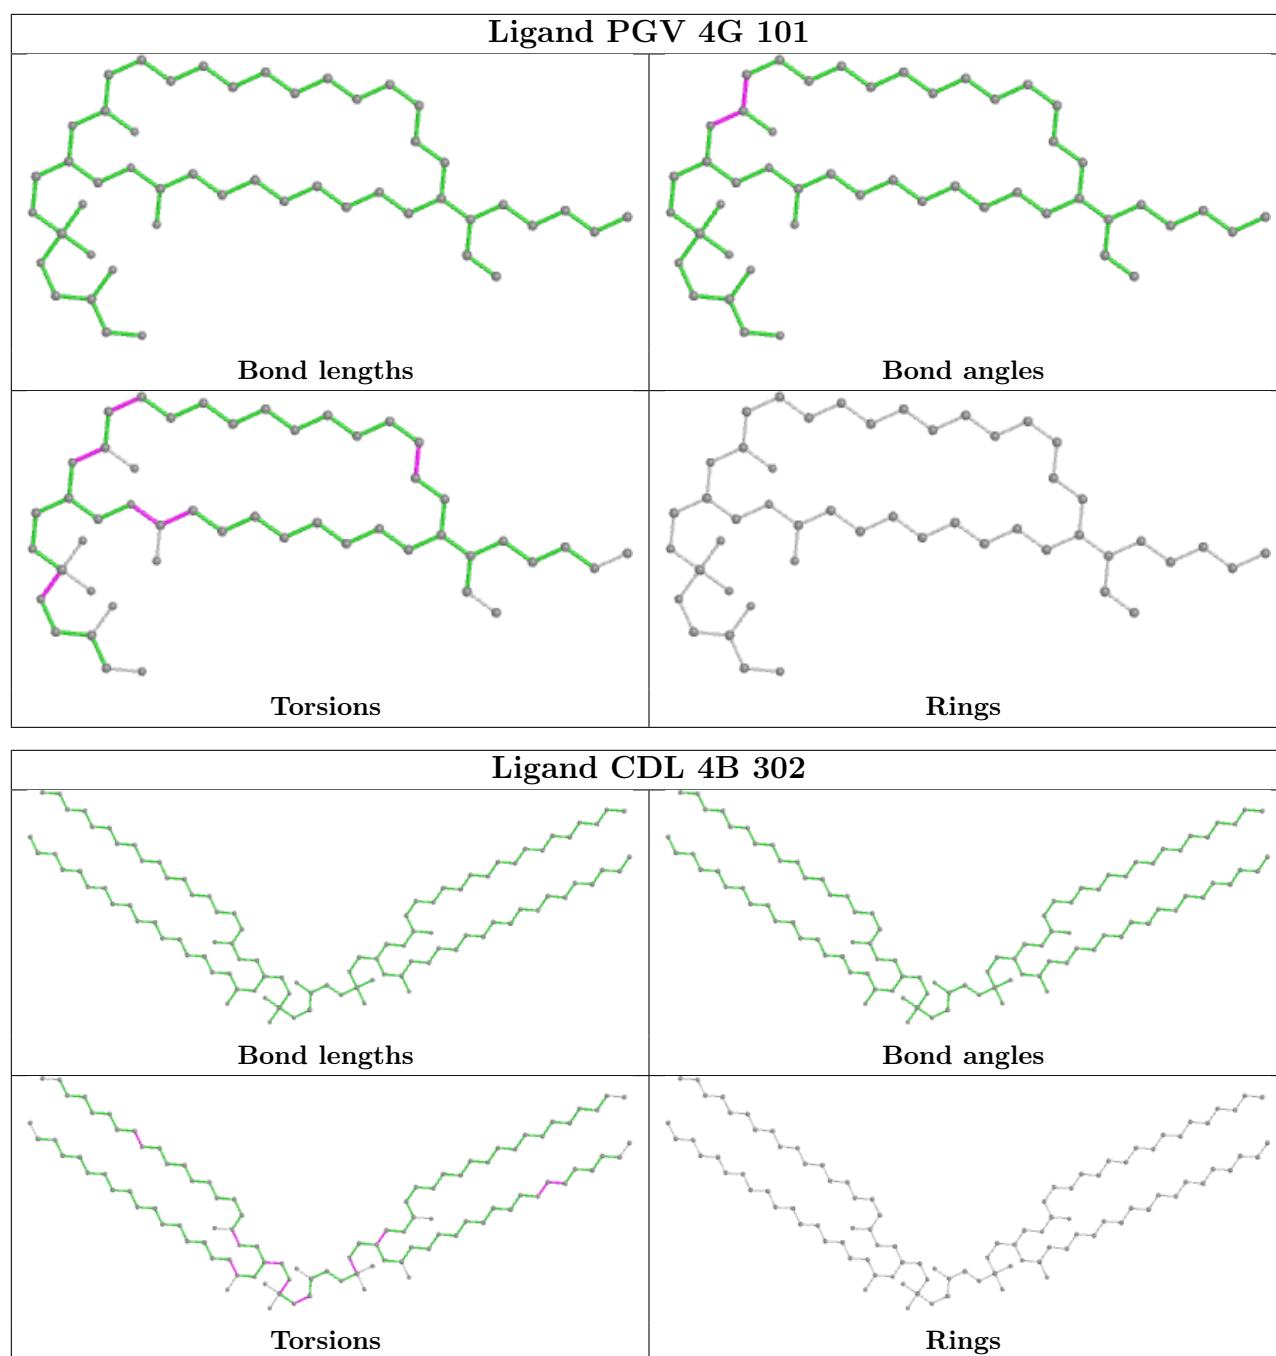 Ligand PGV 4G 101
Bond lengths
Bond angles
Torsions
Rings
Ligand CDL 4B 302
Bond lengths
Bond angles
Torsions
Rings